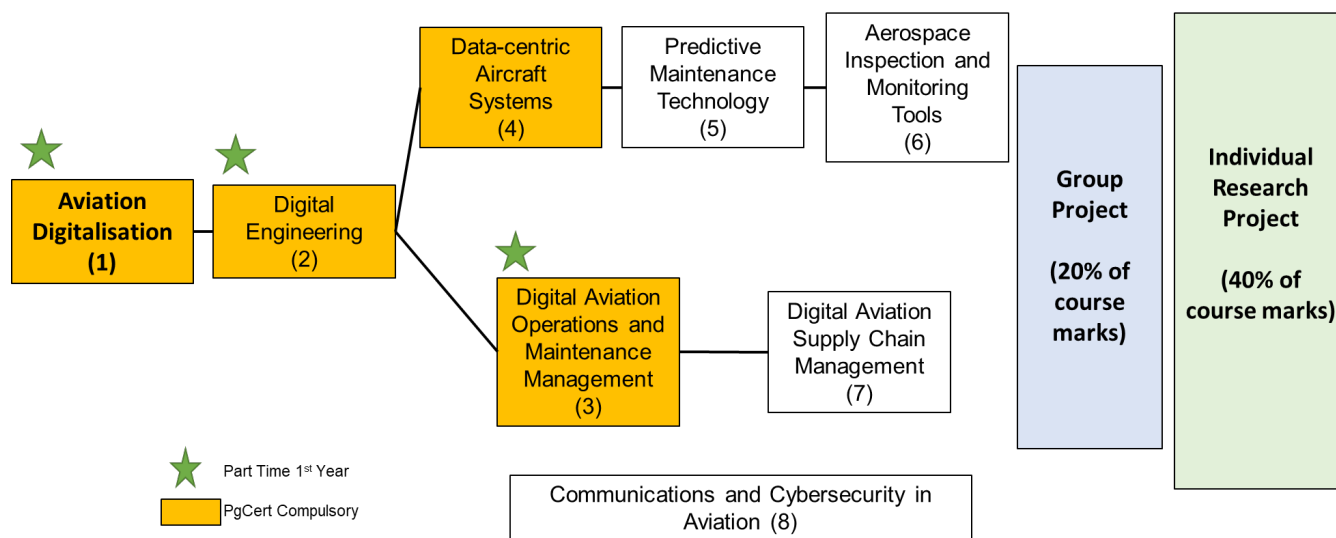 Aviation
Digitalisation
(1)
Digital
Engineering
(2)
Data-centric
Aircraft
Systems
(4)
Predictive
Maintenance
Technology
(5)
Aerospace
Inspection and
Monitoring
Tools
(6)
Digital Aviation
Operations and
Maintenance
Management
(3)
Digital Aviation
Supply Chain
Management
(7)
Communications and Cybersecurity in
Aviation (8)
Group
Project
(20% of
course
marks)
Individual
Research
Project
(40% of
course marks)
Part Time 1st Year
PgCert Compulsory